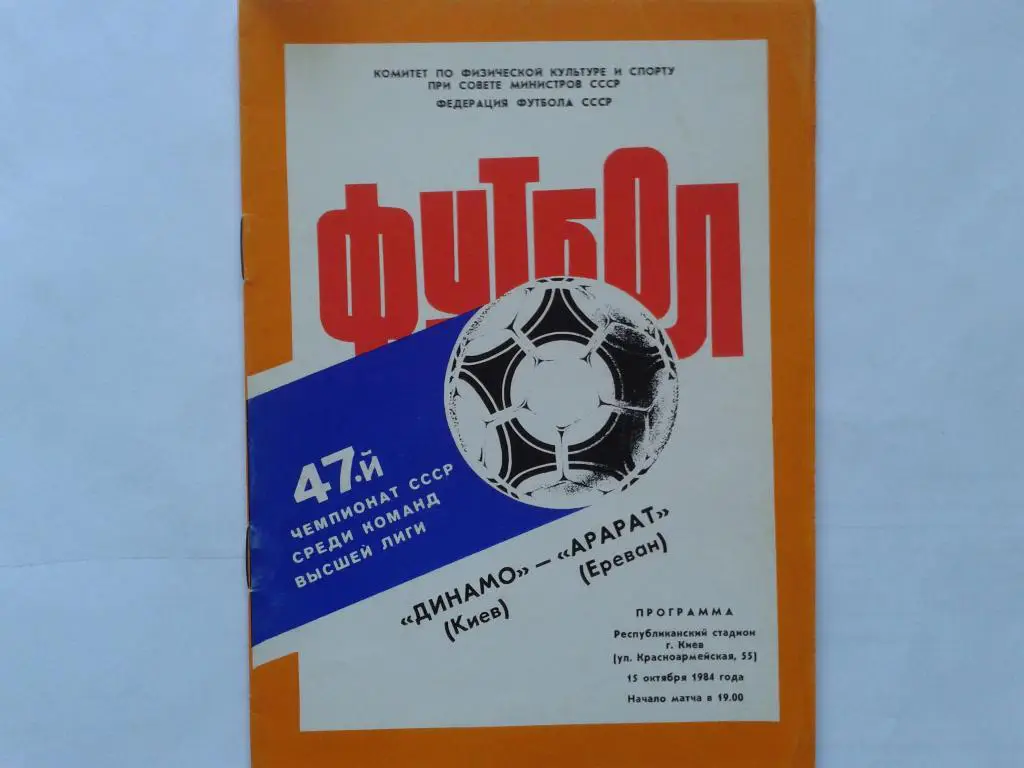 КОМИТЕТ ПО ФИЗИЧЕСКОЙ КУЛЬТУРЕ И СПОРТУ
ПРИ СОВЕТЕ МИНИСТРОВ СССР
ФЕДЕРАЦИЯ ФУТБОЛА СССР
ФУТБОЛ
47-й
ЧЕМПИОНАТ СССР
СРЕДИ КОМАНД
ВЫСШЕЙ ЛИГИ
«ДИНАМО» — «АРАРАТ»
(Киев) (Ереван)
ПРОГРАММА
Республиканский стадион
г. Киев
(ул. Красноармейская, 55)
15 октября 1984 года
Начало матча в 19.00